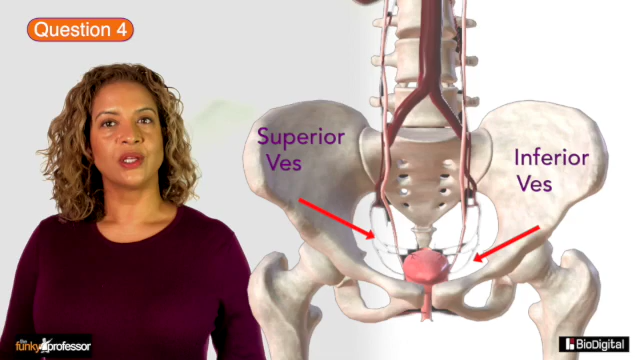 Question 4
Superior
Ves
Inferior
Ves
the
funky professor
BioDigital